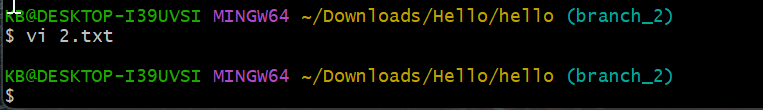 KB@DESKTOP-I39UVSI MINGW64 ~/Downloads/Hello/hello (branch_2)
$ vi 2.txt
KB@DESKTOP-I39UVSI MINGW64 ~/Downloads/Hello/hello (branch_2)
$